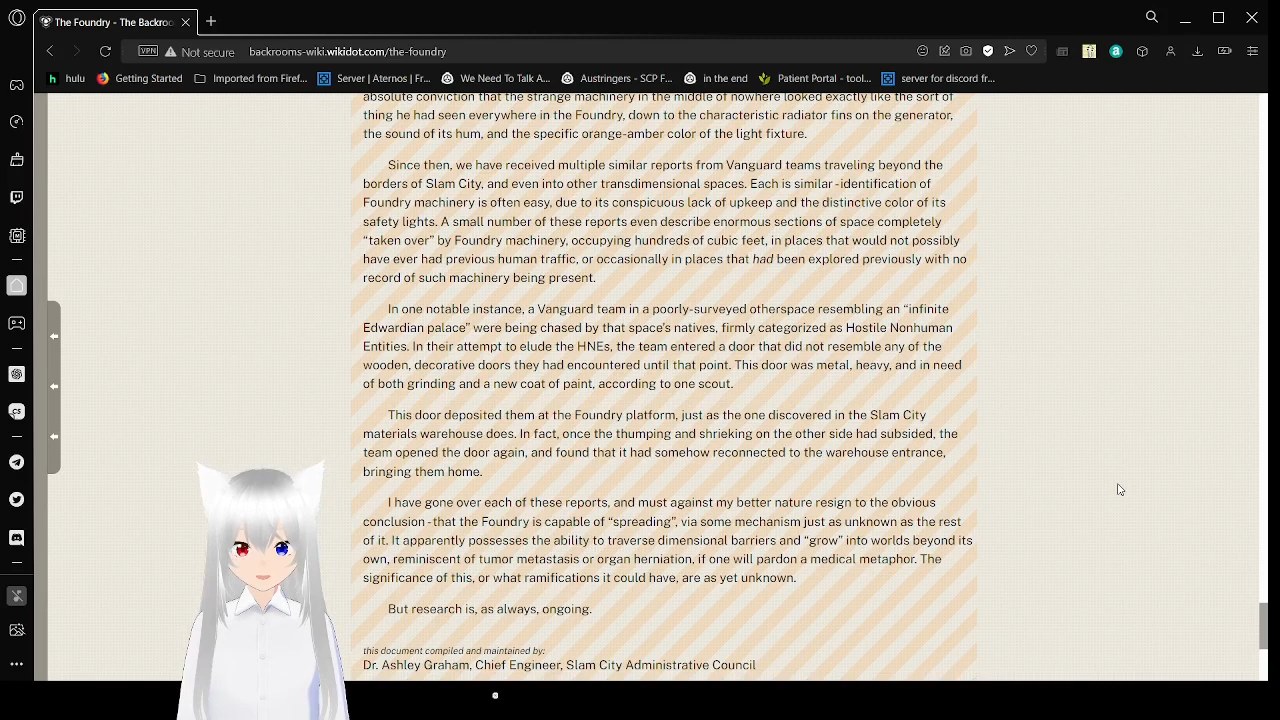 The Foundry - The Backroo
Not secure
backrooms-wiki.wikidot.com/the-foundry
VPN
hulu
Getting Started
Imported from Firef...
Server | Aternos | Fr...
We Need To Talk A...
Austringers - SCP F...
in the end
Patient Portal - tool...
server for discord fr...
absolute conviction that the strange machinery in the middle of nowhere looked exactly like the sort of
thing he had seen everywhere in the Foundry, down to the characteristic radiator fins on the generator,
the sound of its hum, and the specific orange-amber color of the light fixture.
Since then, we have received multiple similar reports from Vanguard teams traveling beyond the
borders of Slam City, and even into other transdimensional spaces. Each is similar - identification of
Foundry machinery is often easy, due to its conspicuous lack of upkeep and the distinctive color of its
safety lights. A small number of these reports even describe enormous sections of space completely
“taken over” by Foundry machinery, occupying hundreds of cubic feet, in places that would not possibly
have ever had previous human traffic, or occasionally in places that had been explored previously with no
record of such machinery being present.
In one notable instance, a Vanguard team in a poorly-surveyed otherspace resembling an “infinite
Edwardian palace” were being chased by that space’s natives, firmly categorized as Hostile Nonhuman
Entities. In their attempt to elude the HNEs, the team entered a door that did not resemble any of the
wooden, decorative doors they had encountered until that point. This door was metal, heavy, and in need
of both grinding and a new coat of paint, according to one scout.
This door deposited them at the Foundry platform, just as the one discovered in the Slam City
materials warehouse does. In fact, once the thumping and shrieking on the other side had subsided, the
team opened the door again, and found that it had somehow reconnected to the warehouse entrance,
bringing them home.
I have gone over each of these reports, and must against my better nature resign to the obvious
conclusion - that the Foundry is capable of “spreading”, via some mechanism just as unknown as the rest
of it. It apparently possesses the ability to traverse dimensional barriers and “grow” into worlds beyond its
own, reminiscent of tumor metastasis or organ herniation, if one will pardon a medical metaphor. The
significance of this, or what ramifications it could have, are as yet unknown.
But research is, as always, ongoing.
this document compiled and maintained by:
Dr. Ashley Graham, Chief Engineer, Slam City Administrative Council